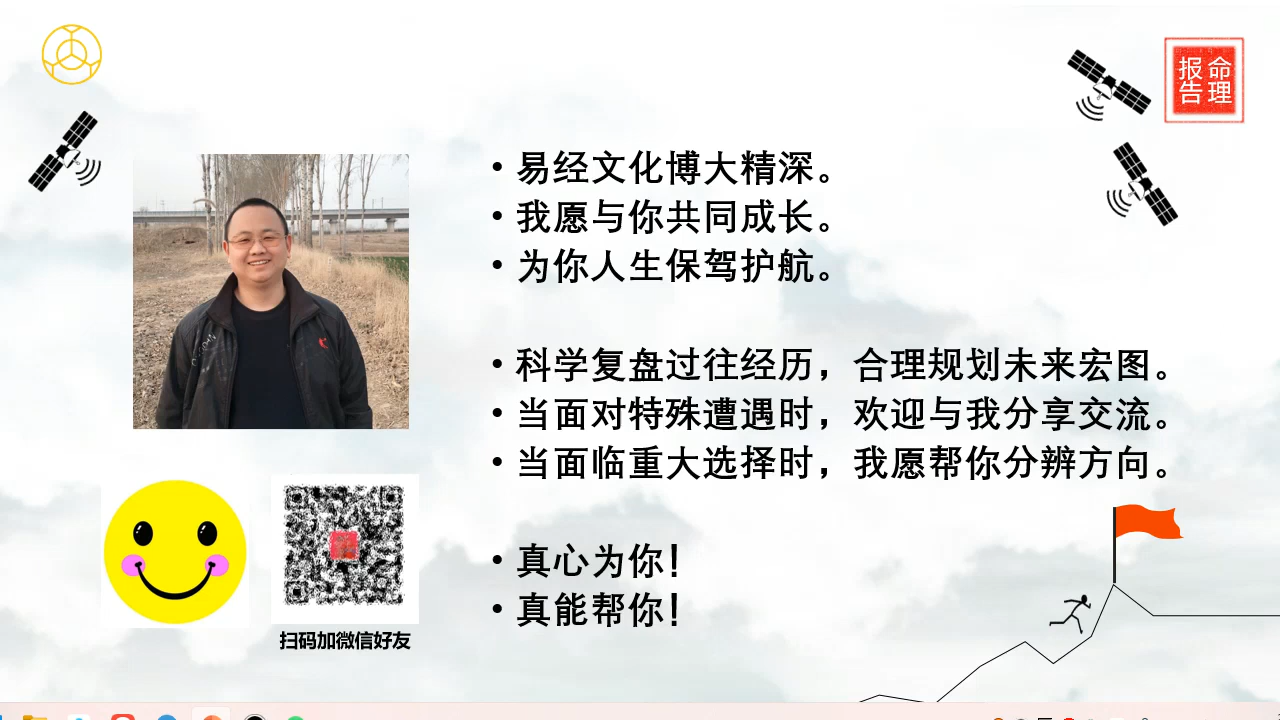 命理
报告
• 易经文化博大精深。
• 我愿与你共同成长。
• 为你人生保驾护航。
• 科学复盘过往经历，合理规划未来宏图。
• 当面对特殊遭遇时，欢迎与我分享交流。
• 当面临重大选择时，我愿帮你分辨方向。
• 真心为你！
• 真能帮你！
扫码加微信好友